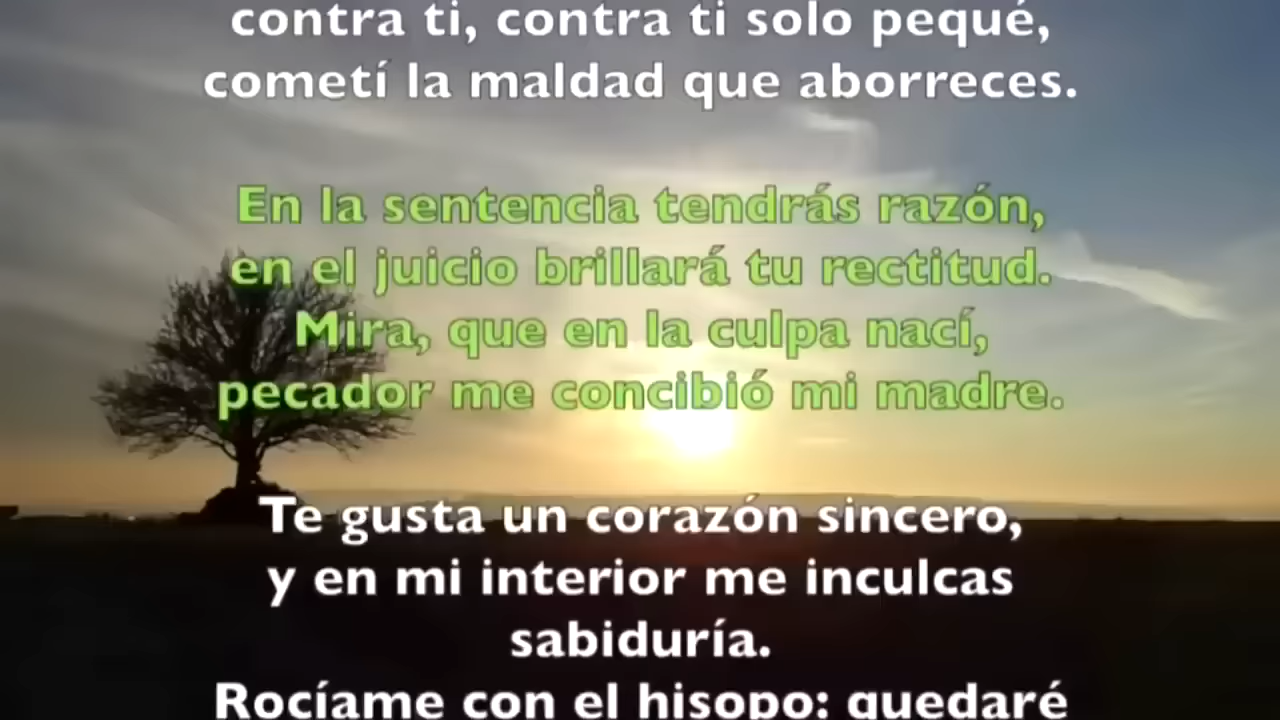 contra ti, contra ti solo pequé,
cometí la maldad que aborreces.
En la sentencia tendrás razón,
en el juicio brillará tu rectitud.
Mira, que en la culpa nací,
pecador me concibió mi madre.
Te gusta un corazón sincero,
y en mi interior me inculcas
sabiduría.
Rocíame con el hisopo: quedaré